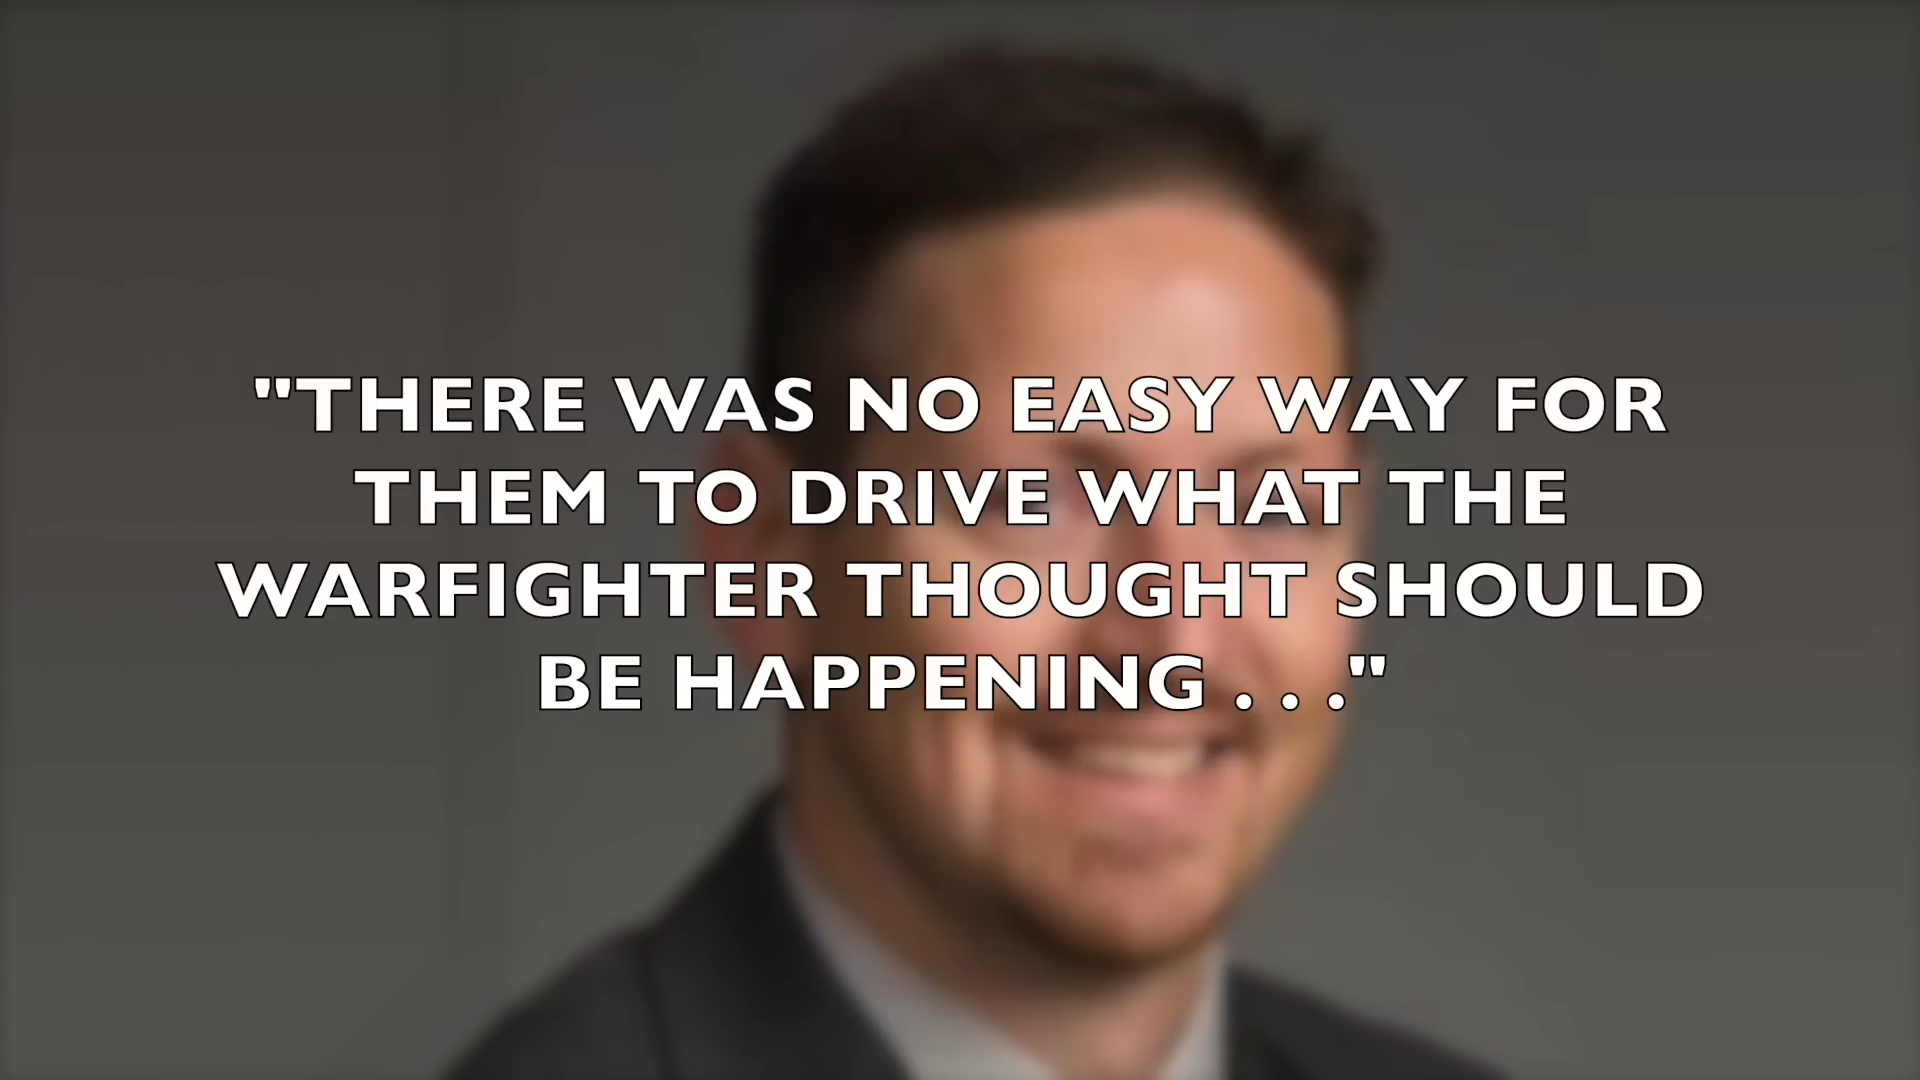 "THERE WAS NO EASY WAY FOR
THEM TO DRIVE WHAT THE
WARFIGHTER THOUGHT SHOULD
BE HAPPENING . . ."